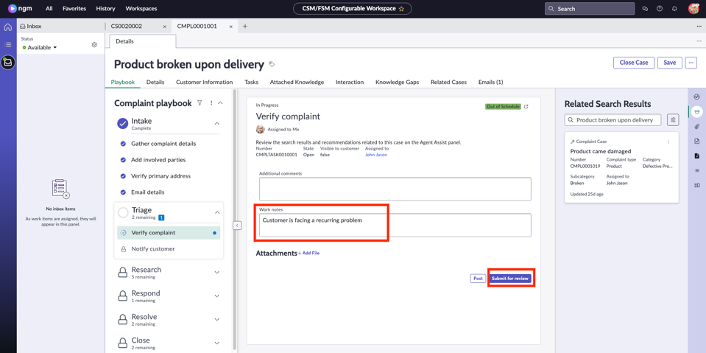 ngm
All
Favorites
History
Workspaces
CSM/FSM Configurable Workspace
Search
Inbox
CS0020002
CMPL0001001
Status
Available
No inbox items
As work items are assigned, they will
appear in this panel.
Details
Product broken upon delivery
Close Case
Save
Playbook
Details
Customer Information
Tasks
Attached Knowledge
Interaction
Knowledge Gaps
Related Cases
Emails (1)
Complaint playbook
Intake
Complete
Gather complaint details
Add involved parties
Verify primary address
Email details
Triage
2 remaining 1
Verify complaint
Notify customer
Research
5 remaining
Respond
1 remaining
Resolve
2 remaining
Close
2 remaining
In Progress
Out of Schedule
Verify complaint
Assigned to Me
Review the search results and recommendations related to this case on the Agent Assist panel.
Number State Visible to customer Assigned to
CMPLTASK0010001 Open false John Jason
Additional comments
Work notes
Customer is facing a recurring problem
Attachments
+ Add File
Post
Submit for review
Related Search Results
Product broken upon delivery
Complaint Case
Product came damaged
Number Complaint type Category
CMPL0001019 Product Defective Pro...
Subcategory Assigned to
Broken John Jason
Updated 25d ago